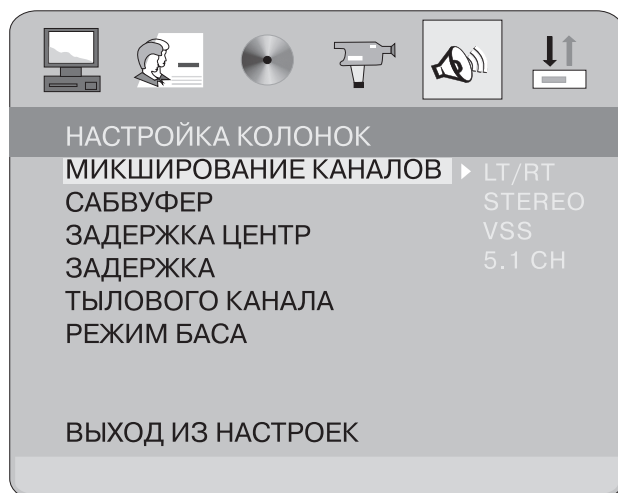 НАСТРОЙКА КОЛОНОК
МИКШИРОВАНИЕ КАНАЛОВ LT/RT
САБВУФЕР STEREO
ЗАДЕРЖКА ЦЕНТР VSS
ЗАДЕРЖКА 5.1 CH
ТЫЛОВОГО КАНАЛА
РЕЖИМ БАСА
ВЫХОД ИЗ НАСТРОЕК